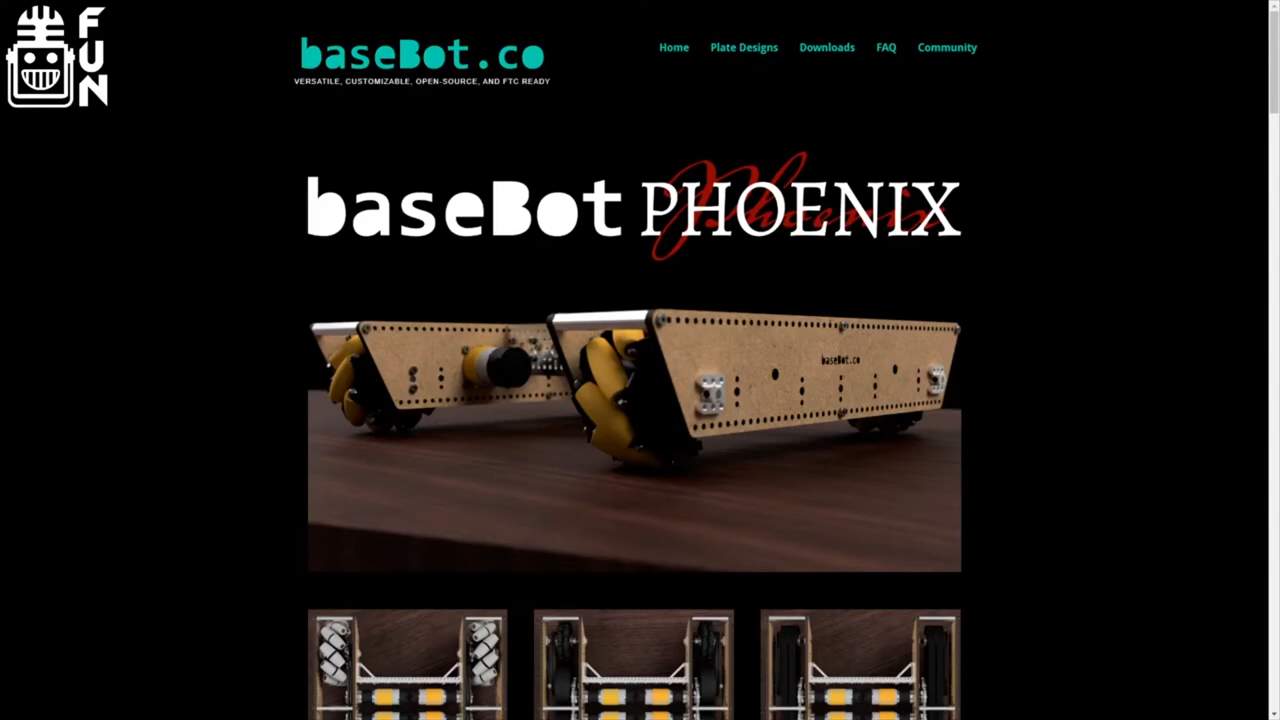 FUN
baseBot.co
VERSATILE, CUSTOMIZABLE, OPEN-SOURCE, AND FTC READY
Home Plate Designs Downloads FAQ Community
baseBot PHOENIX
Phoenix
baseBot.co